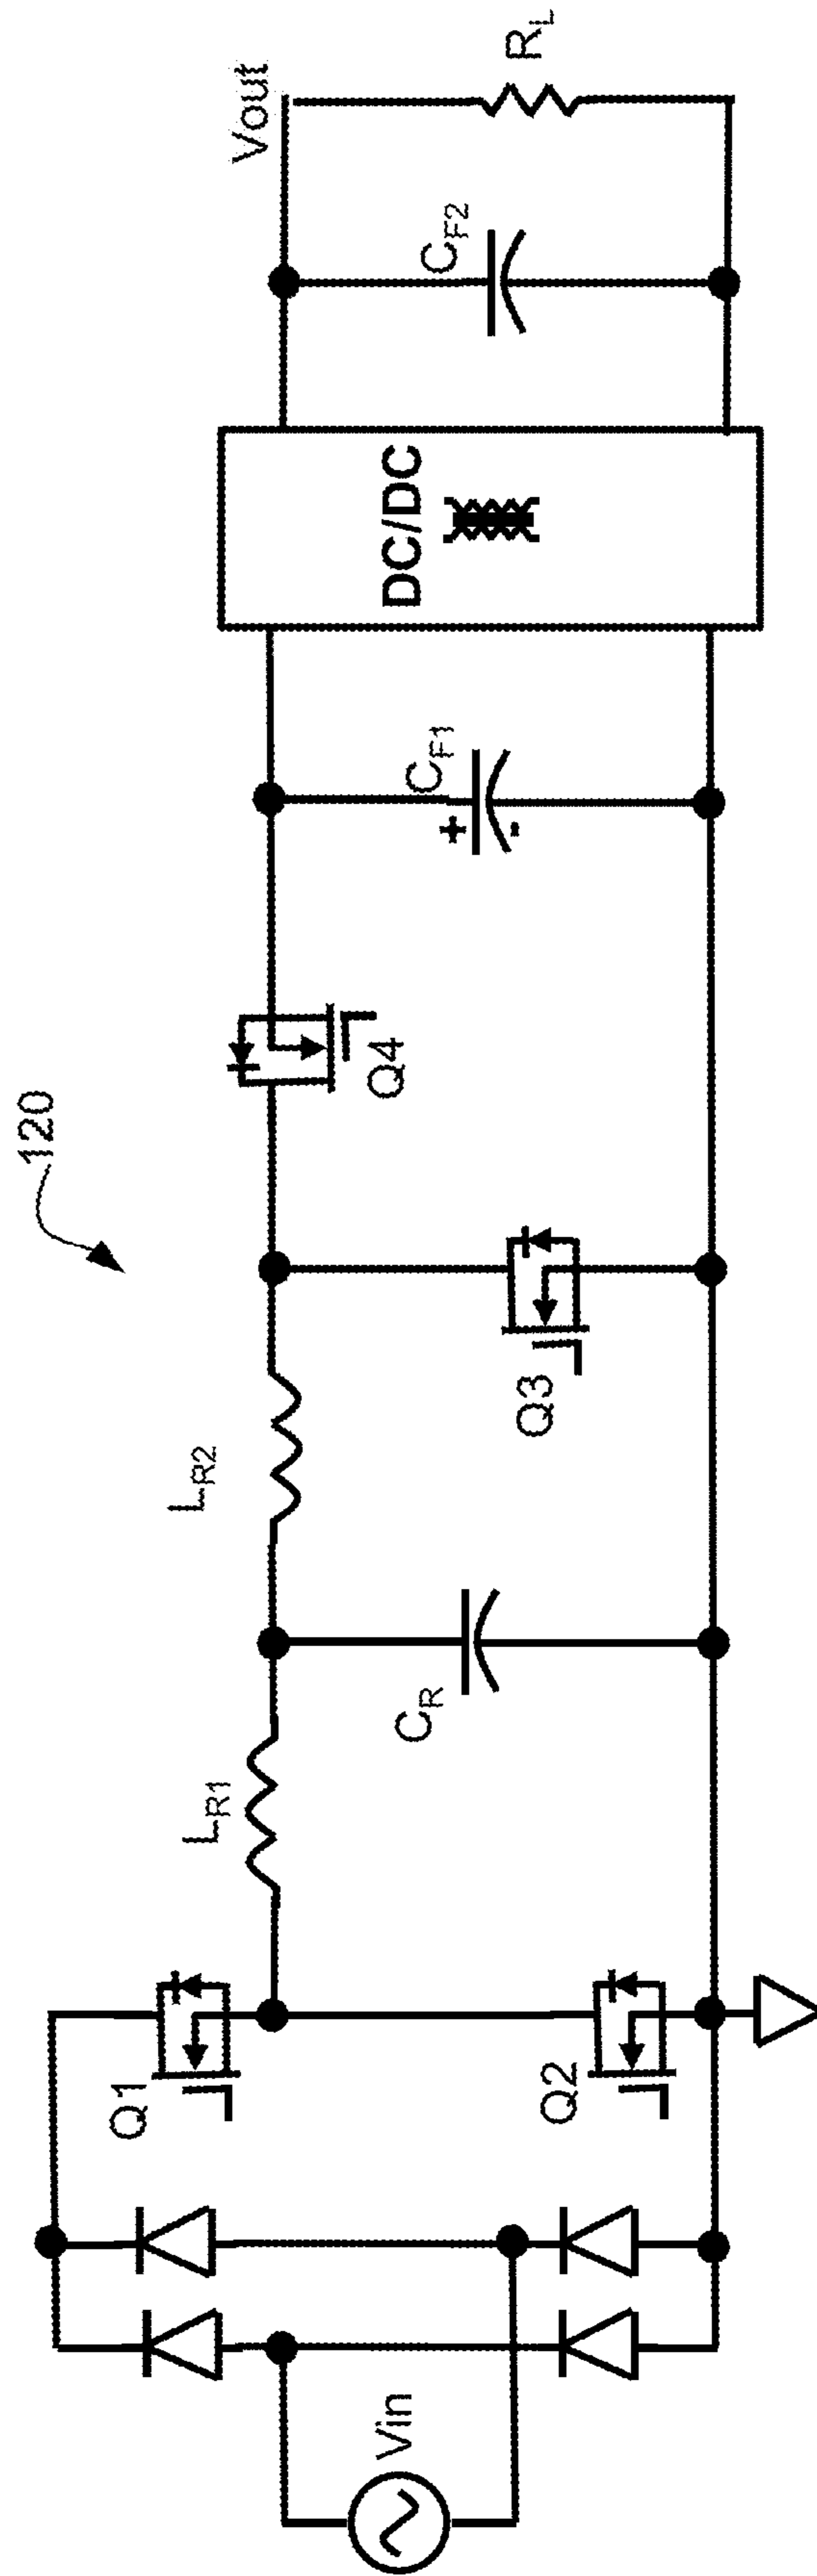 120
Vin
Q1
Q2
L_R1
C_R
L_R2
Q3
Q4
C_F1
+
-
DC/DC
C_F2
Vout
R_L